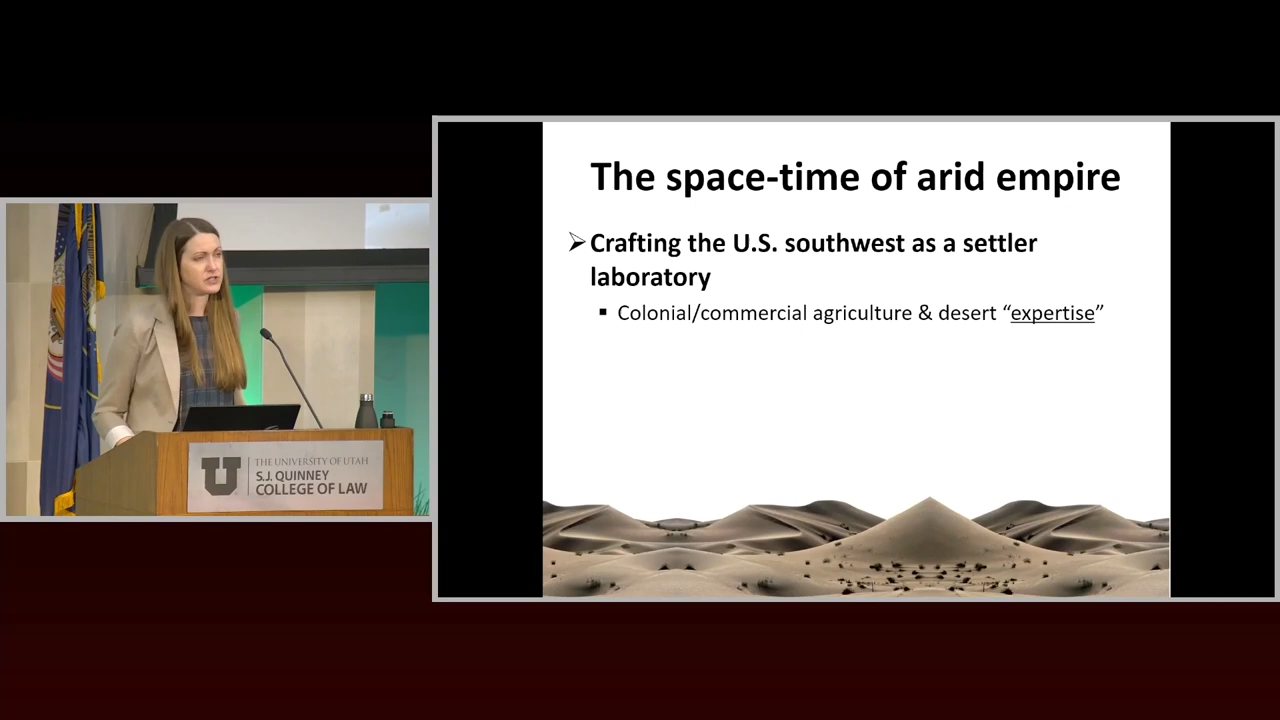 The space-time of arid empire
➢Crafting the U.S. southwest as a settler
laboratory
▪ Colonial/commercial agriculture & desert “expertise”
U
THE UNIVERSITY OF UTAH
S.J. QUINNEY
COLLEGE OF LAW